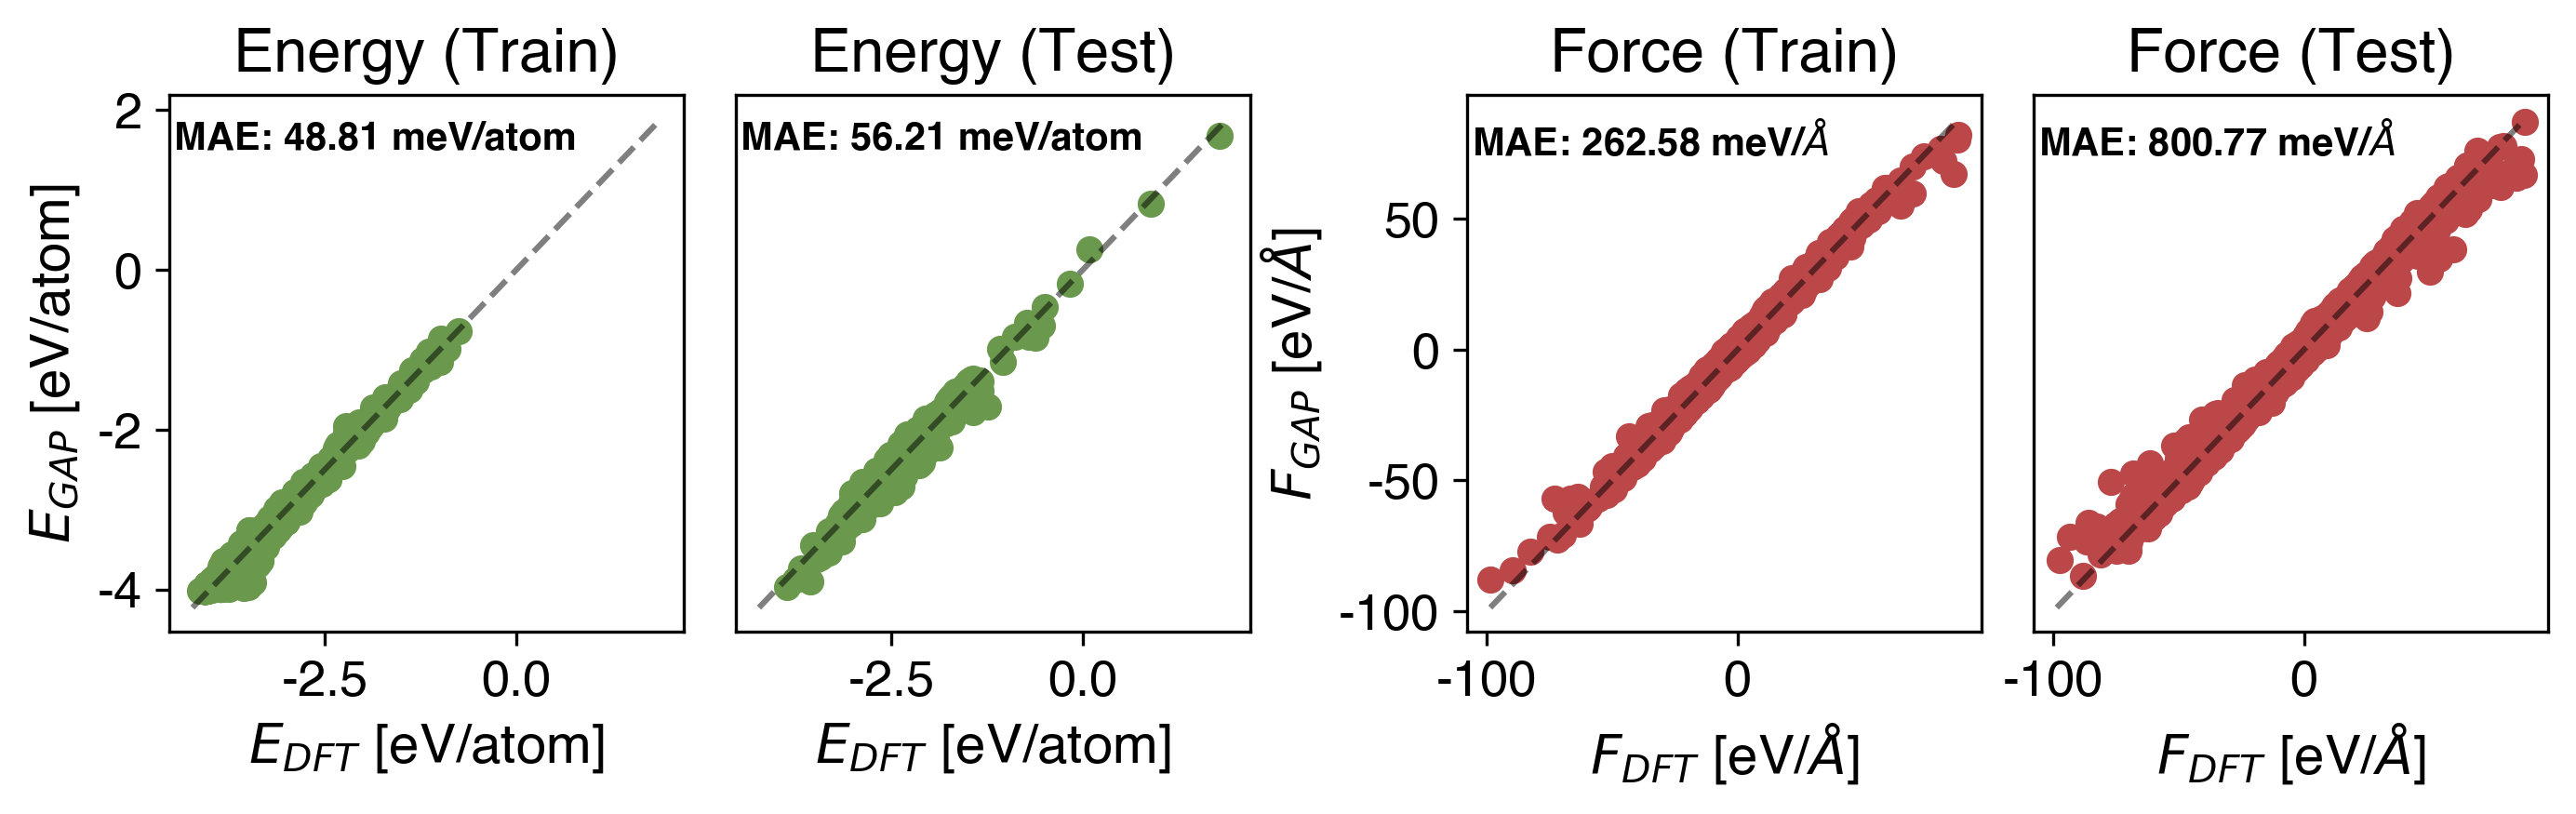 Energy (Train)
MAE: 48.81 meV/atom
2
0
-2
-4
E_GAP [eV/atom]
-2.5 0.0
E_DFT [eV/atom]
Energy (Test)
MAE: 56.21 meV/atom
-2.5 0.0
E_DFT [eV/atom]
Force (Train)
MAE: 262.58 meV/Å
50
0
-50
-100
F_GAP [eV/Å]
-100 0
F_DFT [eV/Å]
Force (Test)
MAE: 800.77 meV/Å
-100 0
F_DFT [eV/Å]